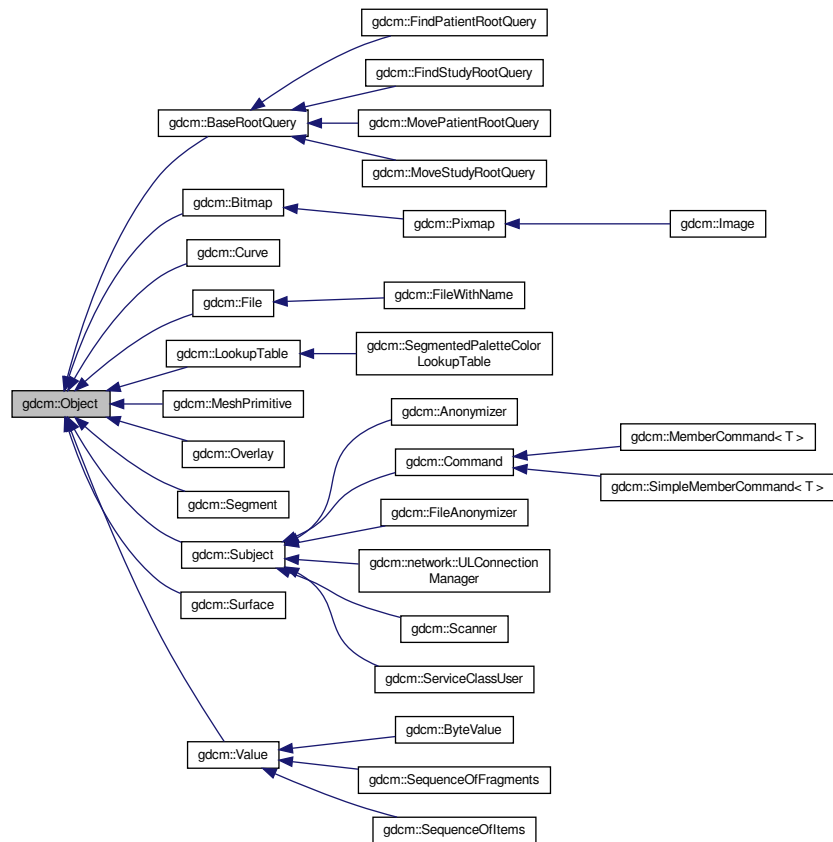 gdcm::FindPatientRootQuery
gdcm::FindStudyRootQuery
gdcm::BaseRootQuery
gdcm::MovePatientRootQuery
gdcm::MoveStudyRootQuery
gdcm::Bitmap
gdcm::Pixmap
gdcm::Image
gdcm::Curve
gdcm::File
gdcm::FileWithName
gdcm::LookupTable
gdcm::SegmentedPaletteColor
LookupTable
gdcm::Object
gdcm::MeshPrimitive
gdcm::Overlay
gdcm::Segment
gdcm::Anonymizer
gdcm::Command
gdcm::MemberCommand< T >
gdcm::SimpleMemberCommand< T >
gdcm::FileAnonymizer
gdcm::Subject
gdcm::network::ULConnection
Manager
gdcm::Surface
gdcm::Scanner
gdcm::ServiceClassUser
gdcm::Value
gdcm::ByteValue
gdcm::SequenceOfFragments
gdcm::SequenceOfItems